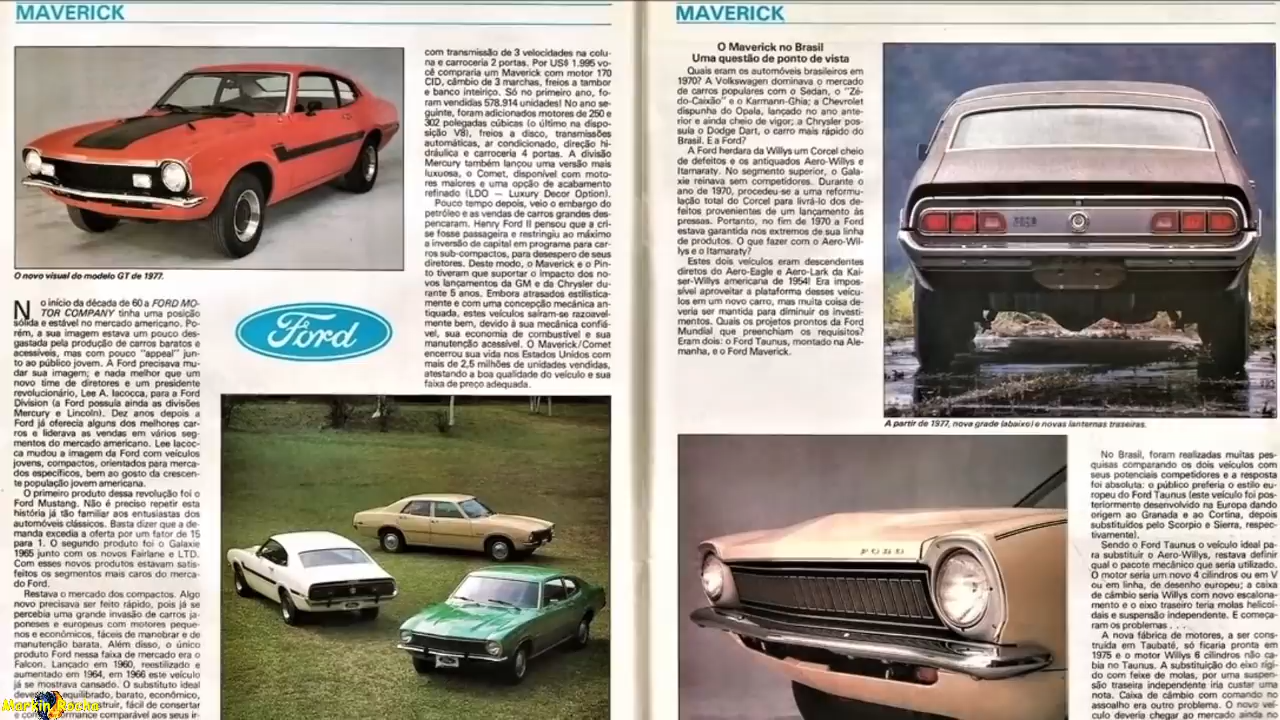 MAVERICK
O novo visual do modelo GT de 1977.
No início da década de 60 a FORD MO-
TOR COMPANY tinha uma posição
sólida e estável no mercado americano. Po-
rém, a sua imagem estava um pouco des-
gastada pela produção de carros baratos e
acessíveis, mas com pouco "appeal" jun-
to ao público jovem. A Ford precisava mu-
dar sua imagem; e nada melhor que um
novo time de diretores e um presidente
revolucionário, Lee A. Iacocca, para a Ford
Division (a Ford possuía ainda as divisões
Mercury e Lincoln). Dez anos depois a
Ford já oferecia alguns dos melhores car-
ros e liderava as vendas em vários seg-
mentos do mercado americano. Lee Iacoc-
ca mudou a imagem da Ford com veículos
jovens, compactos, orientados para merca-
dos específicos, bem ao gosto da crescen-
te população jovem americana.
O primeiro produto dessa revolução foi o
Ford Mustang. Não é preciso repetir esta
história já tão familiar aos entusiastas dos
automóveis clássicos. Basta dizer que a de-
manda excedia a oferta por um fator de 15
para 1. O segundo produto foi o Galaxie
1965 junto com os novos Fairlane e LTD.
Com esses novos produtos estavam satis-
feitos os segmentos mais caros do merca-
do Ford.
Restava o mercado dos compactos. Algo
novo precisava ser feito rápido, pois já se
percebia uma grande invasão de carros ja-
poneses e europeus com motores peque-
nos e econômicos, fáceis de manobrar e de
manutenção barata. Além disso, o único
produto Ford nessa faixa de mercado era o
Falcon. Lançado em 1960, reestilizado e
aumentado em 1964, em 1966 este veículo
já se mostrava cansado. O substituto ideal
equilibrado, barato, econômico,
fácil de consertar
comparável aos seus ir-
Markin Rocha
Ford
com transmissão de 3 velocidades na colu-
na e carroceria 2 portas. Por US$ 1.995 vo-
cê compraria um Maverick com motor 170
CID, câmbio de 3 marchas, freios a tambor
e banco inteiriço. Só no primeiro ano, fo-
ram vendidas 578.914 unidades! No ano se-
guinte, foram adicionados motores de 250 e
302 polegadas cúbicas (o último na dispo-
sição V8), freios a disco, transmissões
automáticas, ar condicionado, direção hi-
dráulica e carroceria 4 portas. A divisão
Mercury também lançou uma versão mais
luxuosa, o Comet, disponível com moto-
res maiores e uma opção de acabamento
refinado (LDO — Luxury Decor Option).
Pouco tempo depois, veio o embargo do
petróleo e as vendas de carros grandes des-
pencaram. Henry Ford II pensou que a cri-
se fosse passageira e restringiu ao máximo
a inversão de capital em programa para car-
ros sub-compactos, para desespero de seus
diretores. Deste modo, o Maverick e o Pin-
to tiveram que suportar o impacto dos no-
vos lançamentos da GM e da Chrysler du-
rante 5 anos. Embora atrasados estilistica-
mente e com uma concepção mecânica an-
tiquada, estes veículos saíram-se razoavel-
mente bem, devido à sua mecânica confiá-
vel, sua economia de combustível e sua
manutenção acessível. O Maverick/Comet
encerrou sua vida nos Estados Unidos com
mais de 2,5 milhões de unidades vendidas,
atestando a boa qualidade do veículo e sua
faixa de preço adequada.
MAVERICK
O Maverick no Brasil
Uma questão de ponto de vista
Quais eram os automóveis brasileiros em
1970? A Volkswagen dominava o mercado
de carros populares com o Sedan, o "Zé-
do-Caixão" e o Karmann-Ghia; a Chevrolet
dispunha do Opala, lançado no ano ante-
rior e ainda cheio de vigor; a Chrysler pos-
suía o Dodge Dart, o carro mais rápido do
Brasil. E a Ford?
A Ford herdara da Willys um Corcel cheio
de defeitos e os antiquados Aero-Willys e
Itamaraty. No segmento superior, o Gala-
xie reinava sem competidores. Durante o
ano de 1970, procedeu-se a uma reformu-
lação total do Corcel para livrá-lo dos de-
feitos provenientes de um lançamento às
pressas. Portanto, no fim de 1970 a Ford
estava garantida nos extremos de sua linha
de produtos. O que fazer com o Aero-Wil-
lys e o Itamaraty?
Estes dois veículos eram descendentes
diretos do Aero-Eagle e Aero-Lark da Kai-
ser-Willys americana de 1954! Era impos-
sível aproveitar a plataforma desses veícu-
los em um novo carro, mas muita coisa de-
veria ser mantida para diminuir os investi-
mentos. Quais os projetos prontos da Ford
Mundial que preenchiam os requisitos?
Eram dois: o Ford Taunus, montado na Ale-
manha, e o Ford Maverick.
A partir de 1977, nova grade (abaixo) e novas lanternas traseiras.
FORD
No Brasil, foram realizadas muitas pes-
quisas comparando os dois veículos com
seus potenciais competidores e a resposta
foi absoluta: o público preferia o estilo eu-
ropeu do Ford Taunus (este veículo foi pos-
teriormente desenvolvido na Europa dando
origem ao Granada e ao Cortina, depois
substituídos pelo Scorpio e Sierra, respec-
tivamente).
Sendo o Ford Taunus o veículo ideal pa-
ra substituir o Aero-Willys, restava definir
qual o pacote mecânico que seria utilizado.
O motor seria um novo 4 cilindros ou em V
ou em linha, de desenho europeu; a caixa
de câmbio seria Willys com novo escalona-
mento e o eixo traseiro teria molas helicoi-
dais e suspensão independente. E começa-
ram os problemas . . .
A nova fábrica de motores, a ser cons-
truída em Taubaté, só ficaria pronta em
1975 e o motor Willys 6 cilindros não ca-
bia no Taunus. A substituição do eixo rígi-
do com feixe de molas, por uma suspen-
são traseira independente iria custar uma
nota. Caixa de câmbio com comando no
assoalho era outro problema. O novo veí-
culo deveria chegar ao mercado ainda no